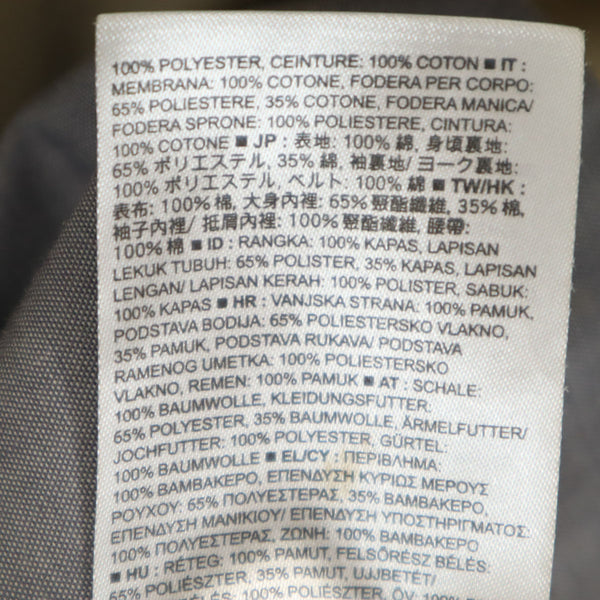 100% POLYESTER, CEINTURE: 100% COTON ■ IT :
MEMBRANA: 100% COTONE, FODERA PER CORPO:
65% POLIESTERE, 35% COTONE, FODERA MANICA/
FODERA SPRONE: 100% POLIESTERE, CINTURA:
100% COTONE ■ JP : 表地: 100% 綿, 身頃裏地:
65% ポリエステル, 35% 綿, 袖裏地/ ヨーク裏地:
100% ポリエステル, ベルト: 100% 綿 ■ TW/HK :
表布: 100% 棉, 大身內裡: 65% 聚酯纖維, 35% 棉,
袖子內裡/ 抵肩內裡: 100% 聚酯纖維, 腰帶:
100% 棉 ■ ID : RANGKA: 100% KAPAS, LAPISAN
LEKUK TUBUH: 65% POLISTER, 35% KAPAS, LAPISAN
LENGAN/ LAPISAN KERAH: 100% POLISTER, SABUK:
100% KAPAS ■ HR : VANJSKA STRANA: 100% PAMUK,
PODSTAVA BODIJA: 65% POLIESTERSKO VLAKNO,
35% PAMUK, PODSTAVA RUKAVA/ PODSTAVA
RAMENOG UMETKA: 100% POLIESTERSKO
VLAKNO, REMEN: 100% PAMUK ■ AT : SCHALE:
100% BAUMWOLLE, KLEIDUNGSFUTTER:
65% POLYESTER, 35% BAUMWOLLE, ÄRMELFUTTER/
JOCHFUTTER: 100% POLYESTER, GÜRTEL:
100% BAUMWOLLE ■ EL/CY : ΠΕΡΙΒΛΗΜΑ:
100% ΒΑΜΒΑΚΕΡΟ, ΕΠΕΝΔΥΣΗ ΚΥΡΙΩΣ ΜΕΡΟΥΣ
ΡΟΥΧΟΥ: 65% ΠΟΛΥΕΣΤΕΡΑΣ, 35% ΒΑΜΒΑΚΕΡΟ,
ΕΠΕΝΔΥΣΗ ΜΑΝΙΚΙΟΥ/ ΕΠΕΝΔΥΣΗ ΥΠΟΣΤΗΡΙΓΜΑΤΟΣ:
100% ΠΟΛΥΕΣΤΕΡΑΣ, ΖΩΝΗ: 100% ΒΑΜΒΑΚΕΡΟ
■ HU : RÉTEG: 100% PAMUT, FELSŐRÉSZ BÉLÉS:
65% POLIÉSZTER, 35% PAMUT, UJJBETÉT/
100% POLIÉSZTER, ÖV: 100%